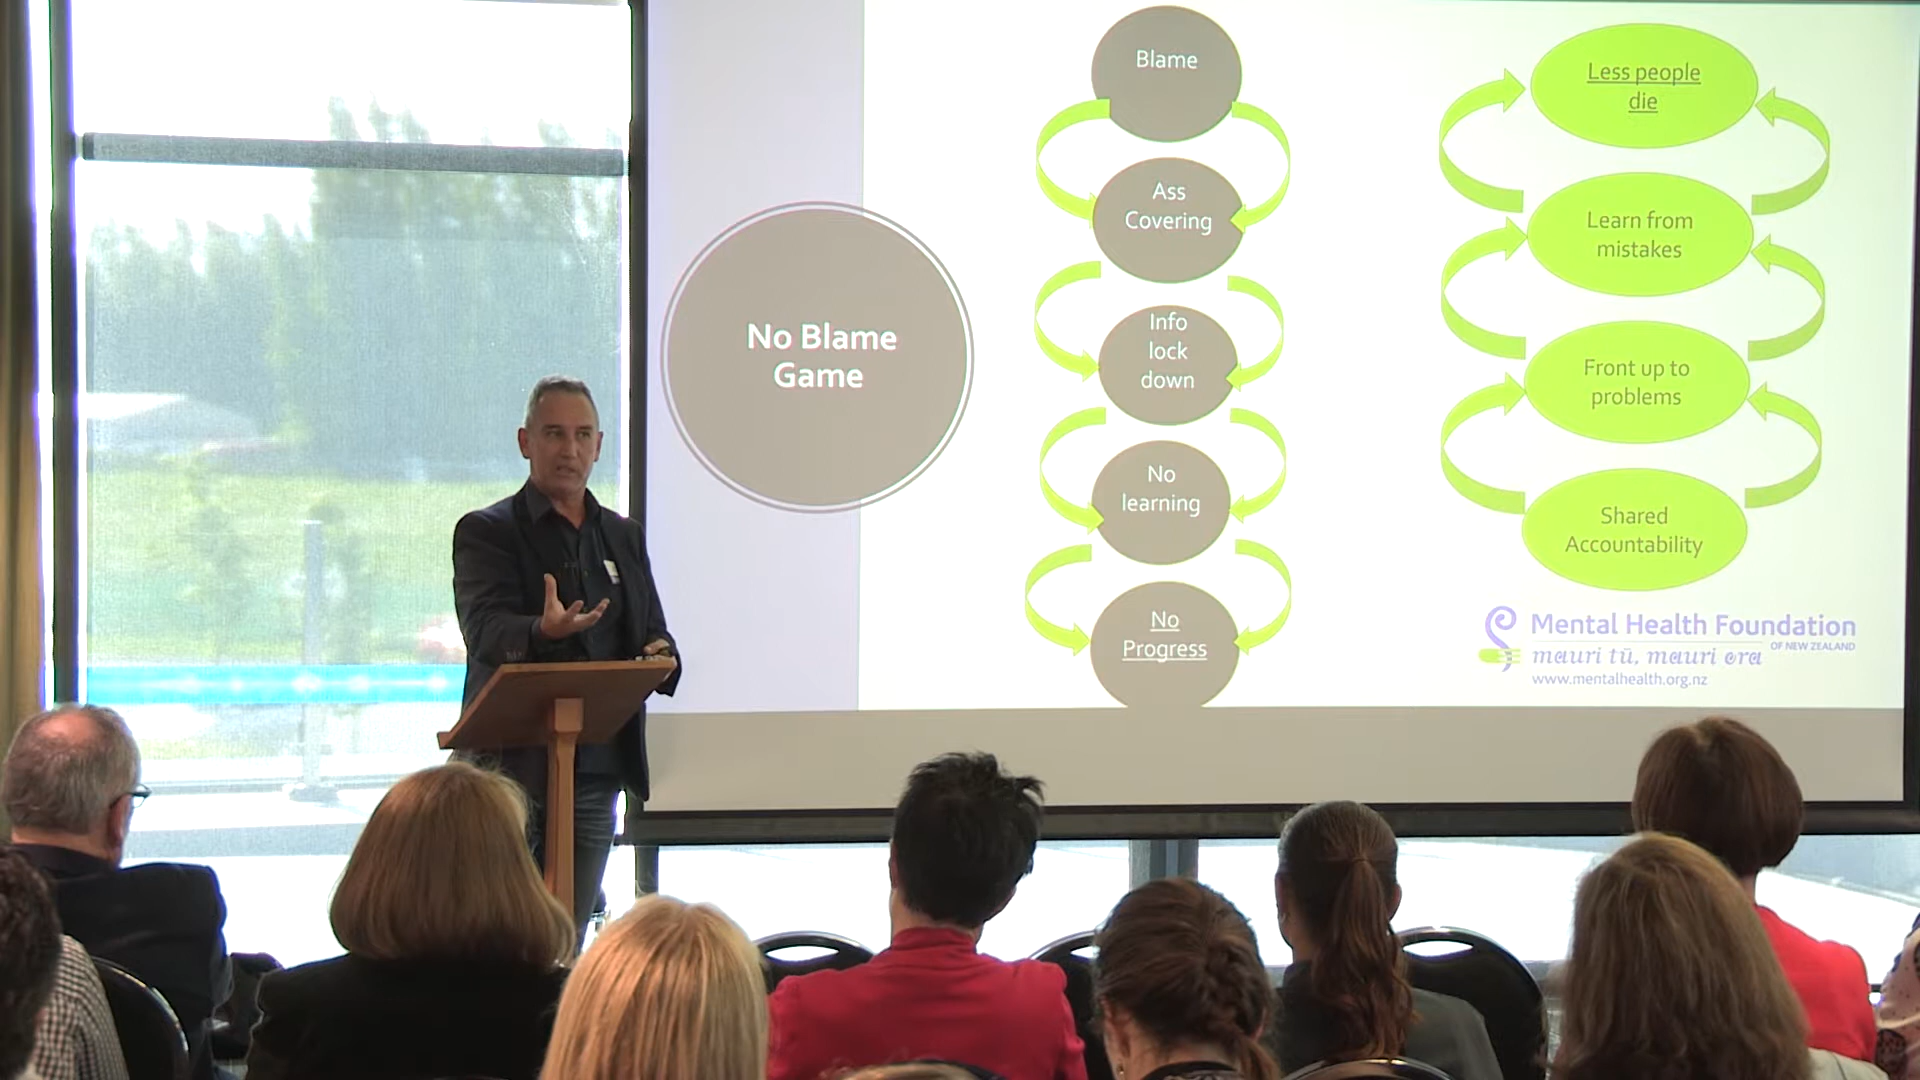 No Blame
Game
Blame
Ass
Covering
Info
lock
down
No
learning
No
Progress
Less people
die
Learn from
mistakes
Front up to
problems
Shared
Accountability
Mental Health Foundation
OF NEW ZEALAND
mauri tū, mauri ora
www.mentalhealth.org.nz